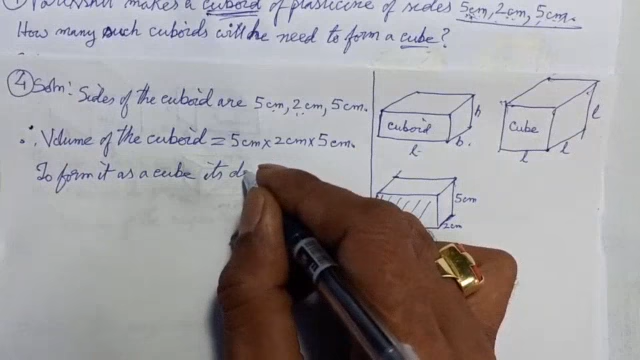 makes a cuboid of plasticine of sides 5cm, 2cm, 5cm.
How many such cuboids will he need to form a cube?
④ Soln: Sides of the cuboid are 5cm, 2cm, 5cm.
∴ Volume of the cuboid = 5cm × 2cm × 5cm.
To form it as a cube its d
cuboid
h
b.
l.
Cube
l
l
l
5cm
2cm